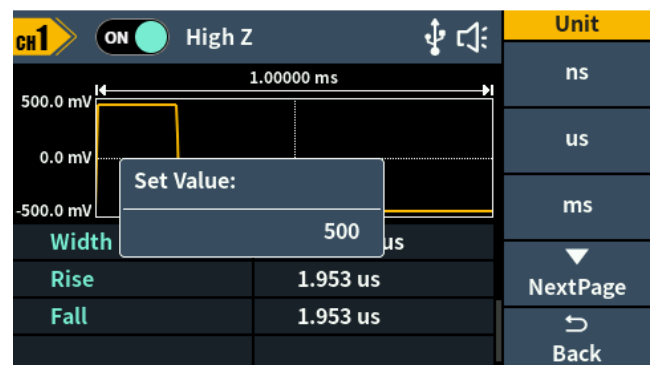 CH1 ON High Z
Unit
1.00000 ms
ns
500.0 mV
us
0.0 mV
Set Value:
-500.0 mV
ms
500
Width us
Rise 1.953 us
NextPage
Fall 1.953 us
Back